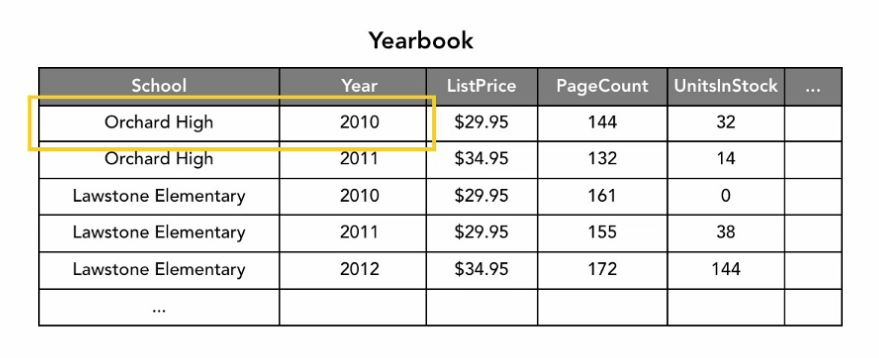 Yearbook
School Year ListPrice PageCount UnitsInStock ...
Orchard High 2010 $29.95 144 32
Orchard High 2011 $34.95 132 14
Lawstone Elementary 2010 $29.95 161 0
Lawstone Elementary 2011 $29.95 155 38
Lawstone Elementary 2012 $34.95 172 144
...